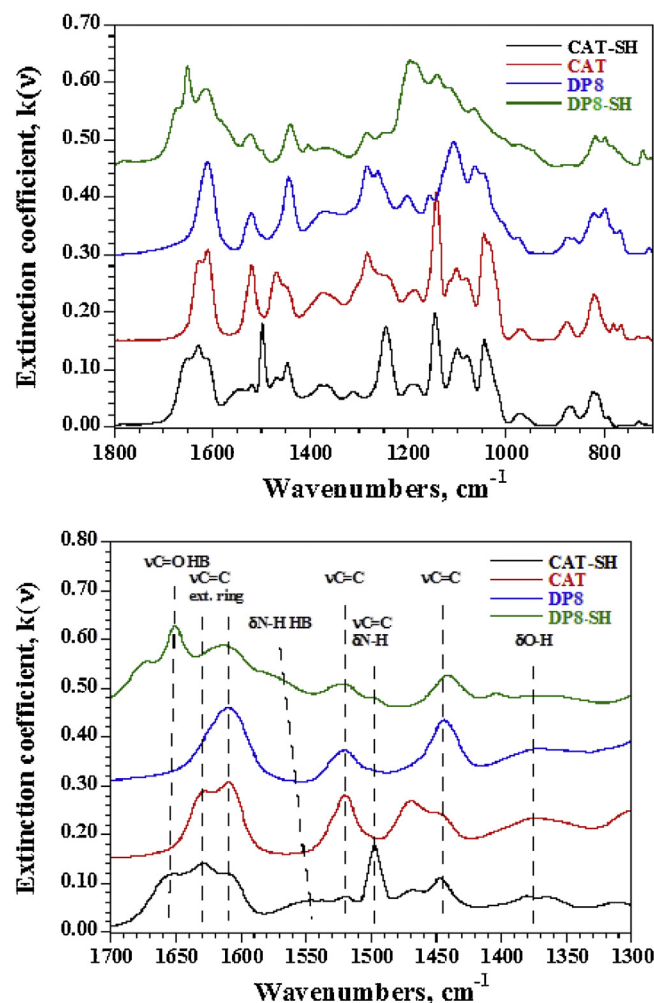 CAT-SH
CAT
DP8
DP8-SH
Extinction coefficient, k(ν)
0.70
0.60
0.50
0.40
0.30
0.20
0.10
0.00
1800 1600 1400 1200 1000 800
Wavenumbers, cm-1
νC=O HB
νC=C
ext. ring
δN-H HB
νC=C
νC=C
δN-H
νC=C
δO-H
CAT-SH
CAT
DP8
DP8-SH
Extinction coefficient, k(ν)
0.80
0.70
0.60
0.50
0.40
0.30
0.20
0.10
0.00
1700 1650 1600 1550 1500 1450 1400 1350 1300
Wavenumbers, cm-1